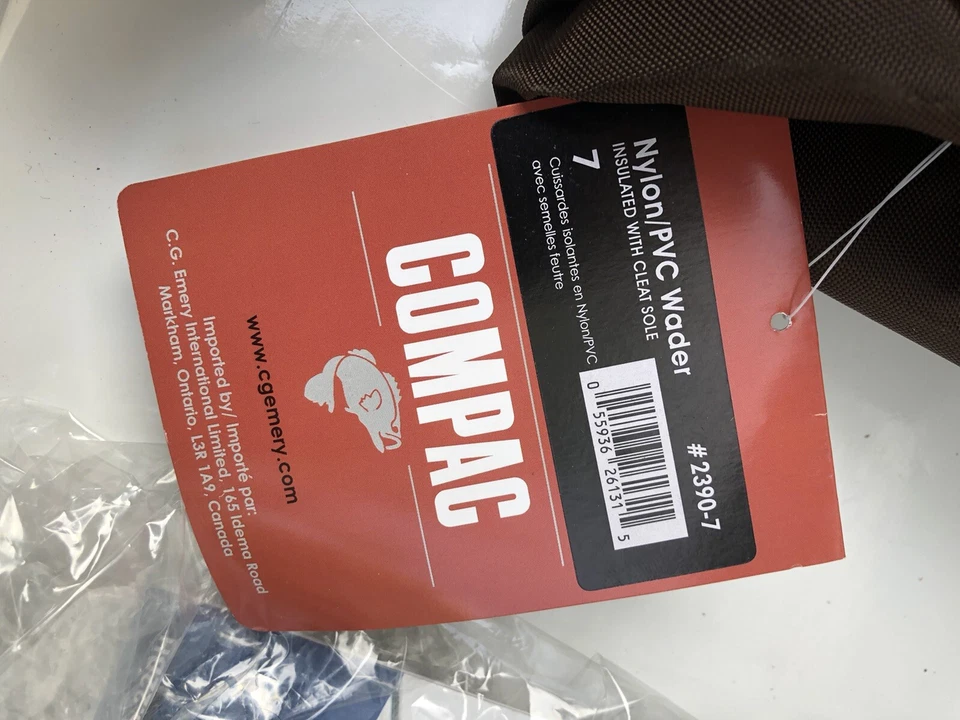 #2390-7
Nylon/PVC Wader
INSULATED WITH CLEAT SOLE
7
Cuissardes isolantes en Nylon/PVC
avec semelles feutre
0 55936 26131 5
COMPAC
www.cgemery.com
Imported by/ Importé par:
C.G. Emery International Limited, 165 Idema Road
Markham, Ontario, L3R 1A9, Canada